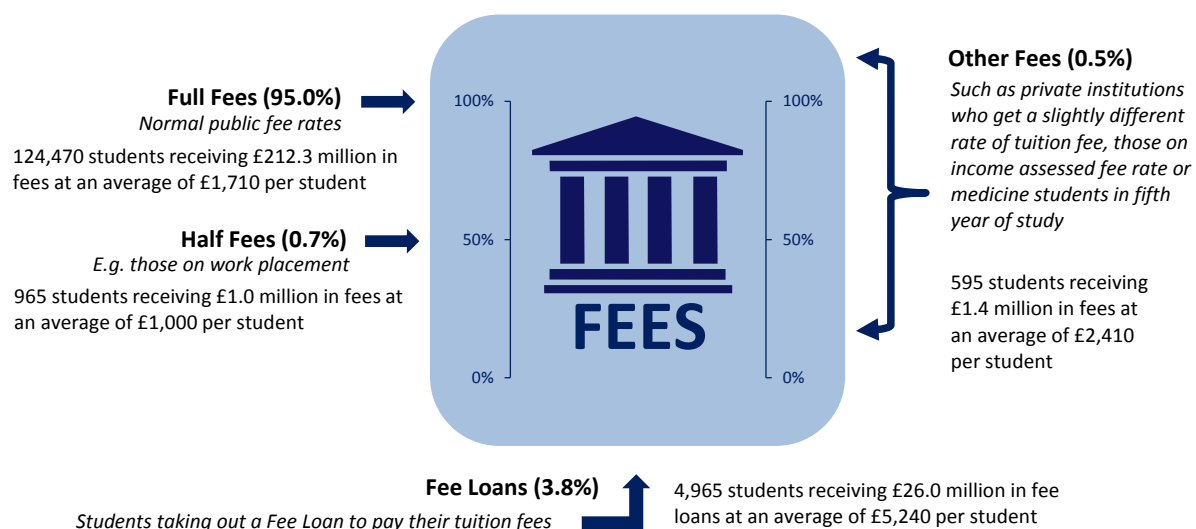 Full Fees (95.0%)
Normal public fee rates
124,470 students receiving £212.3 million in
fees at an average of £1,710 per student
Half Fees (0.7%)
E.g. those on work placement
965 students receiving £1.0 million in fees at
an average of £1,000 per student
100%
50%
0%
FEES
100%
50%
0%
Other Fees (0.5%)
Such as private institutions
who get a slightly different
rate of tuition fee, those on
income assessed fee rate or
medicine students in fifth
year of study
595 students receiving
£1.4 million in fees at
an average of £2,410
per student
Fee Loans (3.8%)
Students taking out a Fee Loan to pay their tuition fees
4,965 students receiving £26.0 million in fee
loans at an average of £5,240 per student